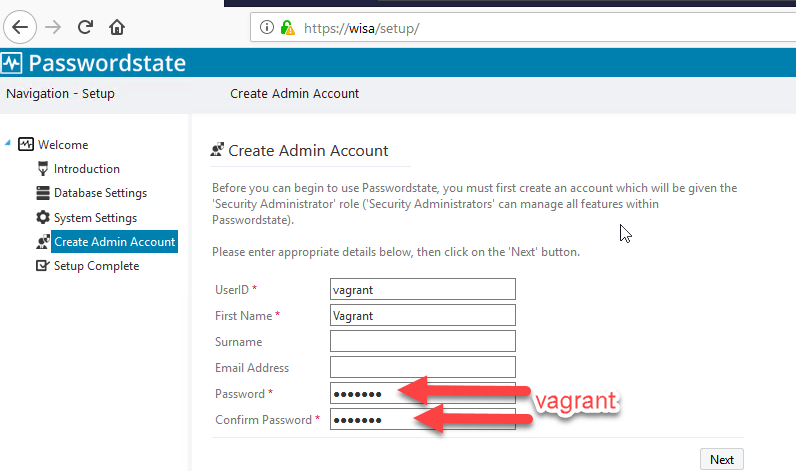 https://wisa/setup/
Passwordstate
Navigation - Setup
Create Admin Account
Welcome
Introduction
Database Settings
System Settings
Create Admin Account
Setup Complete
Create Admin Account
Before you can begin to use Passwordstate, you must first create an account which will be given the
'Security Administrator' role ('Security Administrators' can manage all features within
Passwordstate).
Please enter appropriate details below, then click on the 'Next' button.
UserID * vagrant
First Name * Vagrant
Surname
Email Address
Password * ●●●●●●●
vagrant
Confirm Password * ●●●●●●●
Next